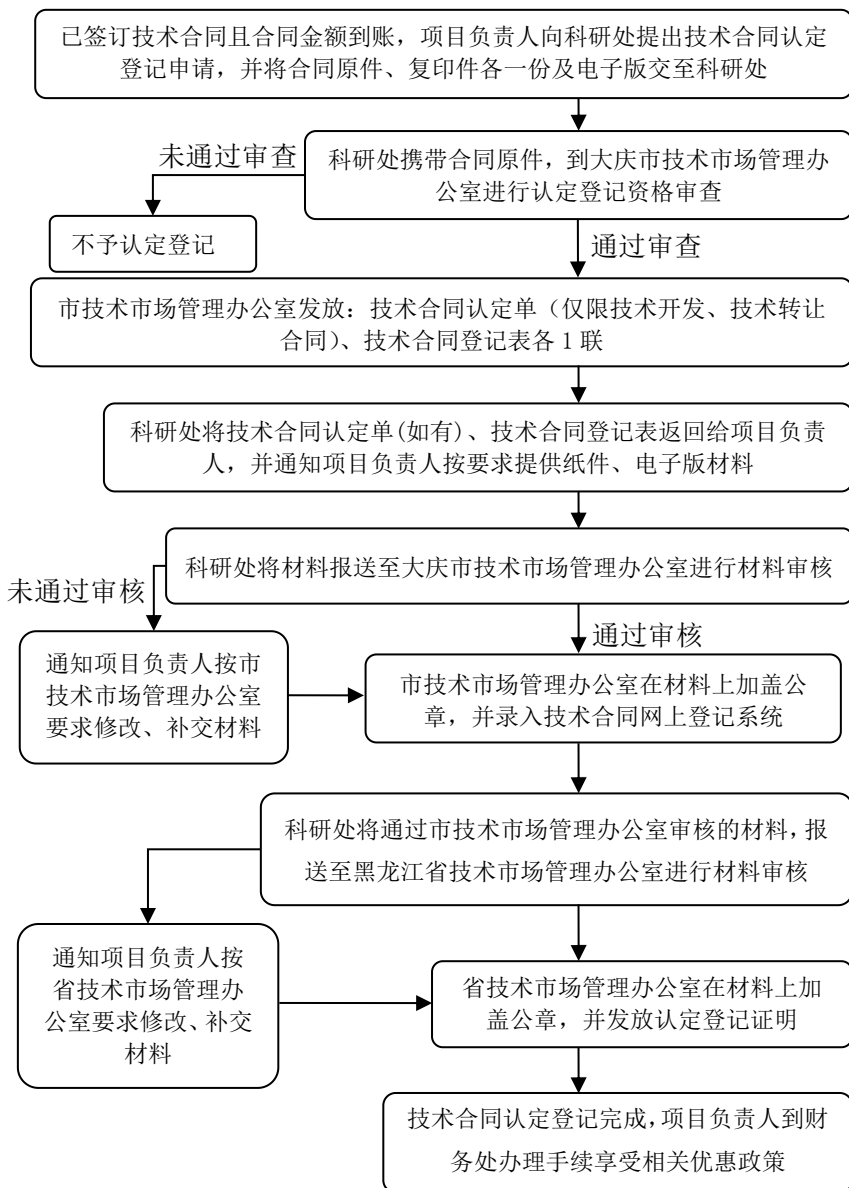 已签订技术合同且合同金额到账，项目负责人向科研处提出技术合同认定
登记申请，并将合同原件、复印件各一份及电子版交至科研处
未通过审查
科研处携带合同原件，到大庆市技术市场管理办
公室进行认定登记资格审查
不予认定登记
通过审查
市技术市场管理办公室发放：技术合同认定单（仅限技术开发、技术转让
合同）、技术合同登记表各 1 联
科研处将技术合同认定单(如有)、技术合同登记表返回给项目负责
人，并通知项目负责人按要求提供纸件、电子版材料
科研处将材料报送至大庆市技术市场管理办公室进行材料审核
未通过审核
通过审核
通知项目负责人按市
技术市场管理办公室
要求修改、补交材料
市技术市场管理办公室在材料上加盖公
章，并录入技术合同网上登记系统
科研处将通过市技术市场管理办公室审核的材料，报
送至黑龙江省技术市场管理办公室进行材料审核
通知项目负责人按
省技术市场管理办
公室要求修改、补交
材料
省技术市场管理办公室在材料上加
盖公章，并发放认定登记证明
技术合同认定登记完成，项目负责人到财
务处办理手续享受相关优惠政策